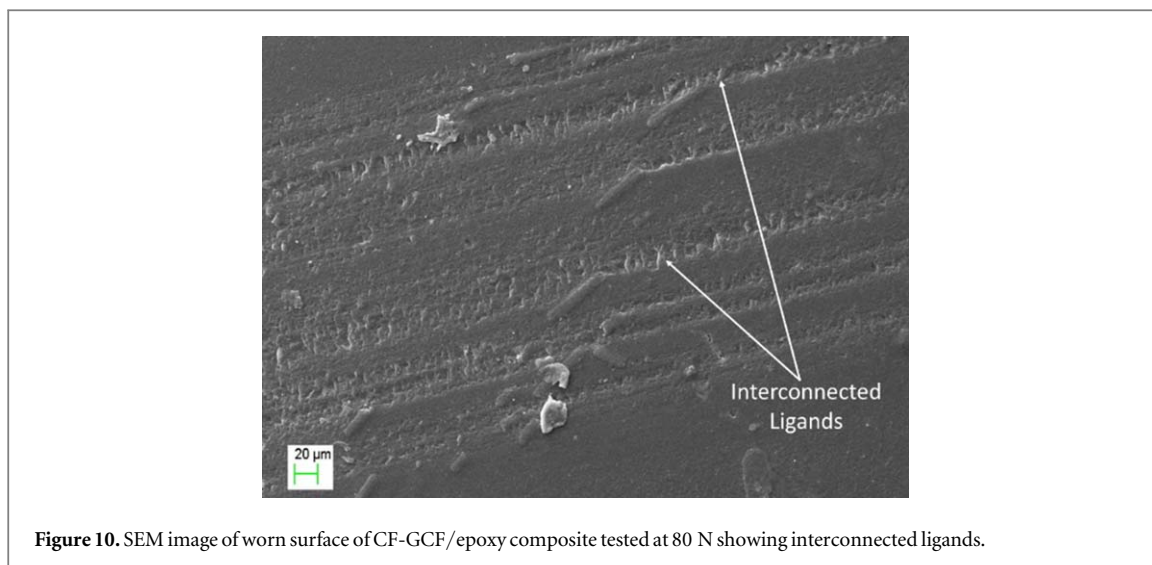 Interconnected
Ligands
20 µm
Figure 10. SEM image of worn surface of CF-GCF/epoxy composite tested at 80 N showing interconnected ligands.